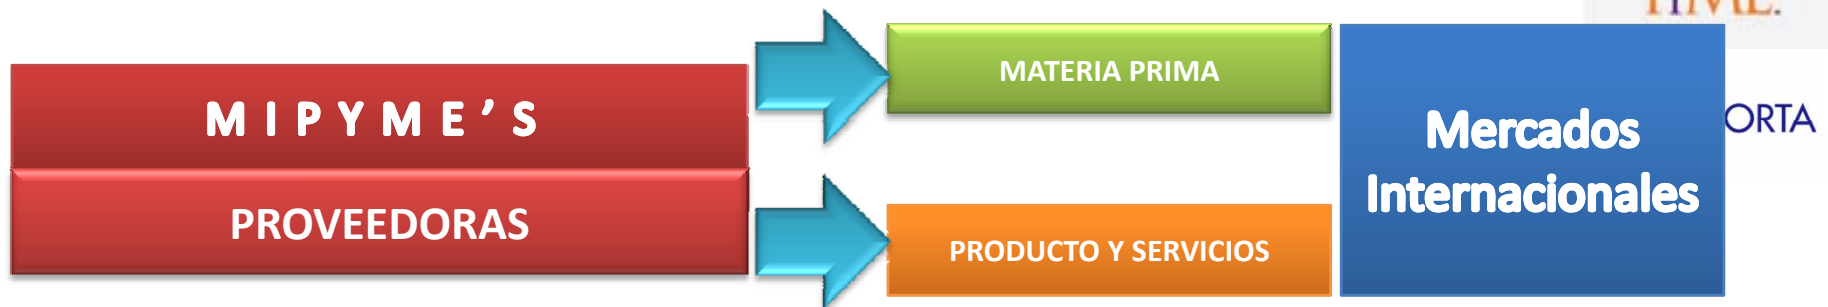 MIPYME’S
PROVEEDORAS
MATERIA PRIMA
PRODUCTO Y SERVICIOS
Mercados
Internacionales
ORTA